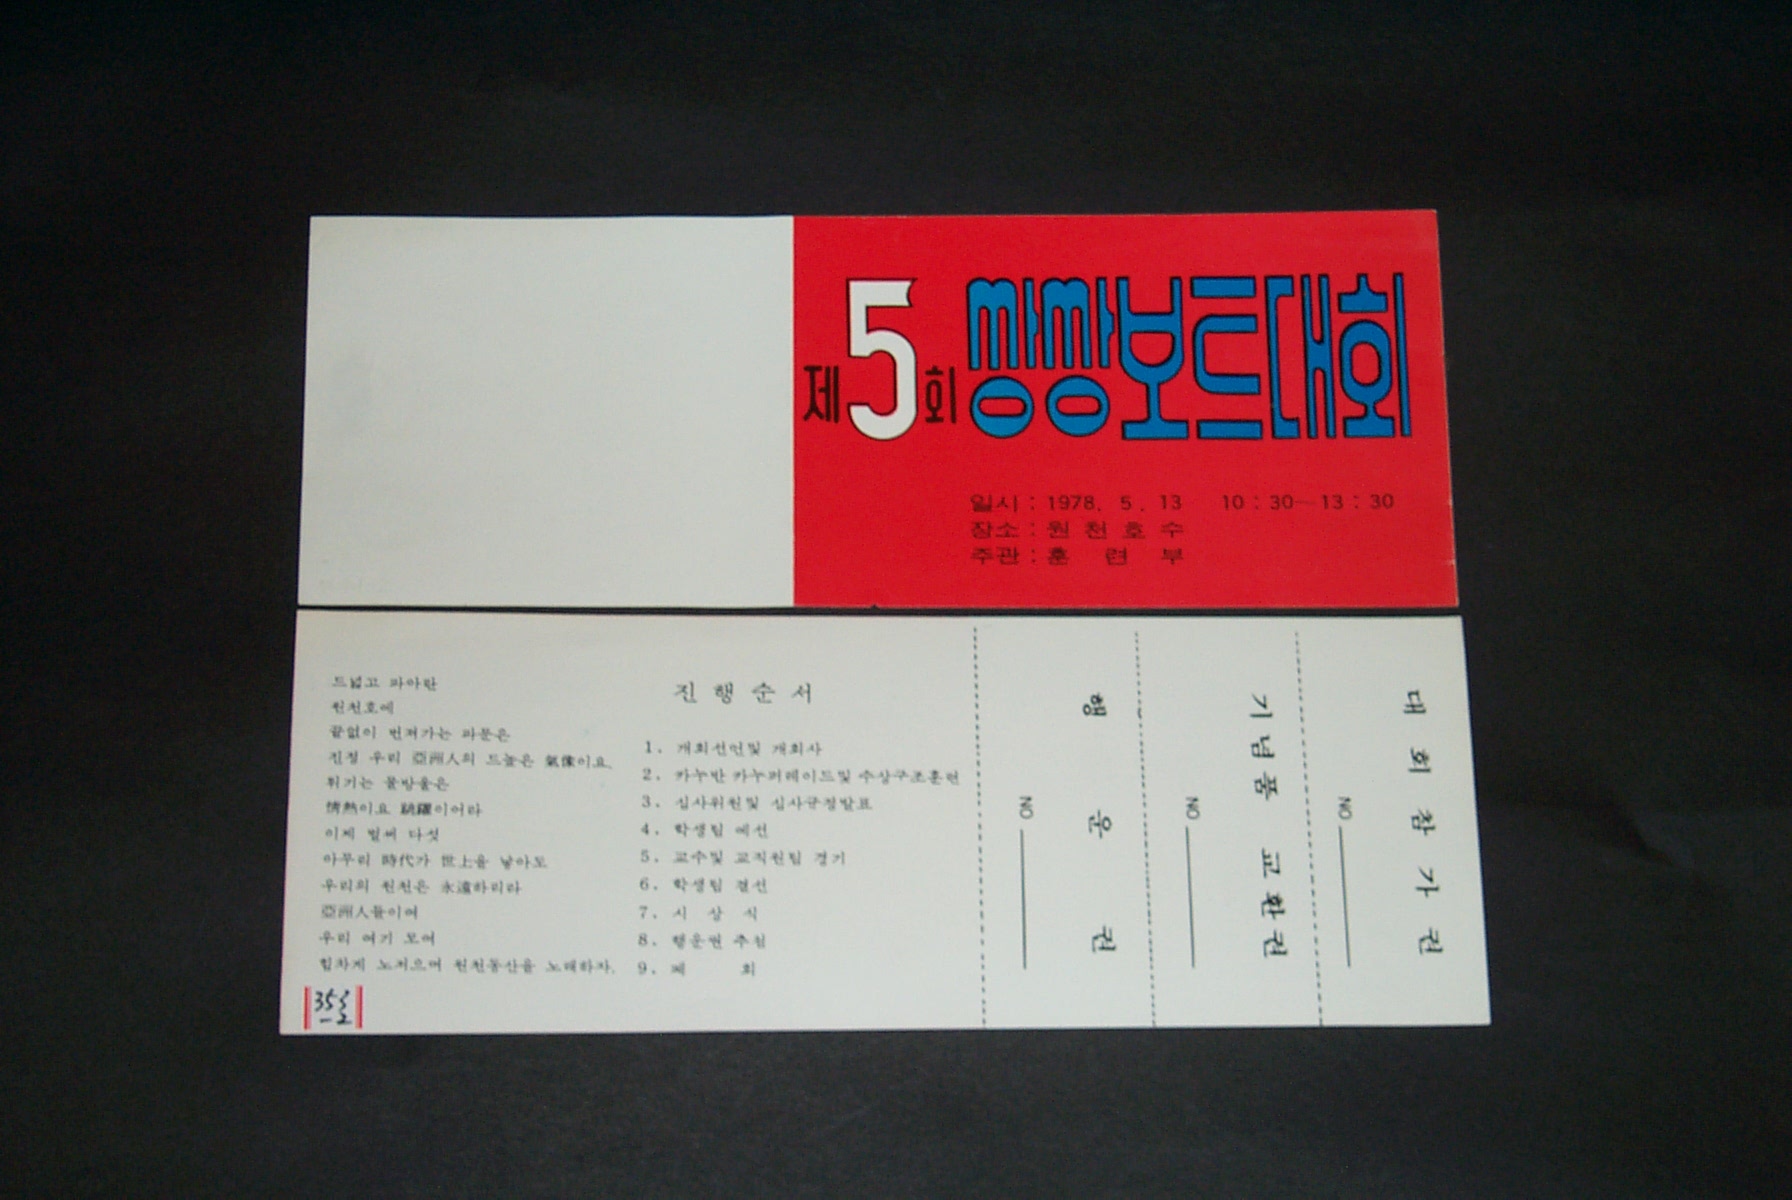 제5회 쌍쌍보트대회
일시 : 1978. 5. 13 10 : 30~13 : 30
장소 : 원 천 호 수
주관 : 훈 련 부
드넓고 파아란
원천호에
끝없이 번져가는 파문은
진정 우리 亞洲人의 드높은 氣像이요,
튀기는 물방울은
情熱이요 跳躍이어라
이제 벌써 다섯
아무리 時代가 世上을 낳아도
우리의 원천은 永遠하리라
亞洲人들이여
우리 여기 모여
힘차게 노저으며 원천동산을 노래하자.
진 행 순 서
1. 개회선언및 개회사
2. 카누반 카누퍼레이드및 수상구조훈련
3. 심사위원및 심사규정발표
4. 학생팀 예선
5. 교수및 교직원팀 경기
6. 학생팀 결선
7. 시 상 식
8. 행운권 추첨
9. 폐 회
행 운 권
NO
기념품 교환권
NO
대 회 참 가 권
NO